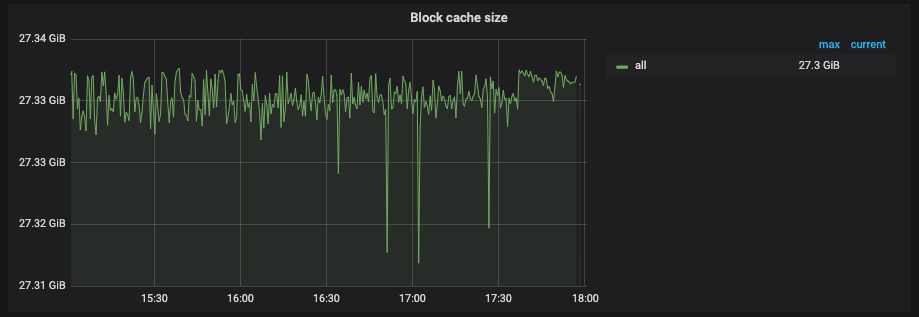 Block cache size
27.34 GiB
27.33 GiB
27.33 GiB
27.32 GiB
27.31 GiB
15:30 16:00 16:30 17:00 17:30 18:00
max current
all 27.3 GiB